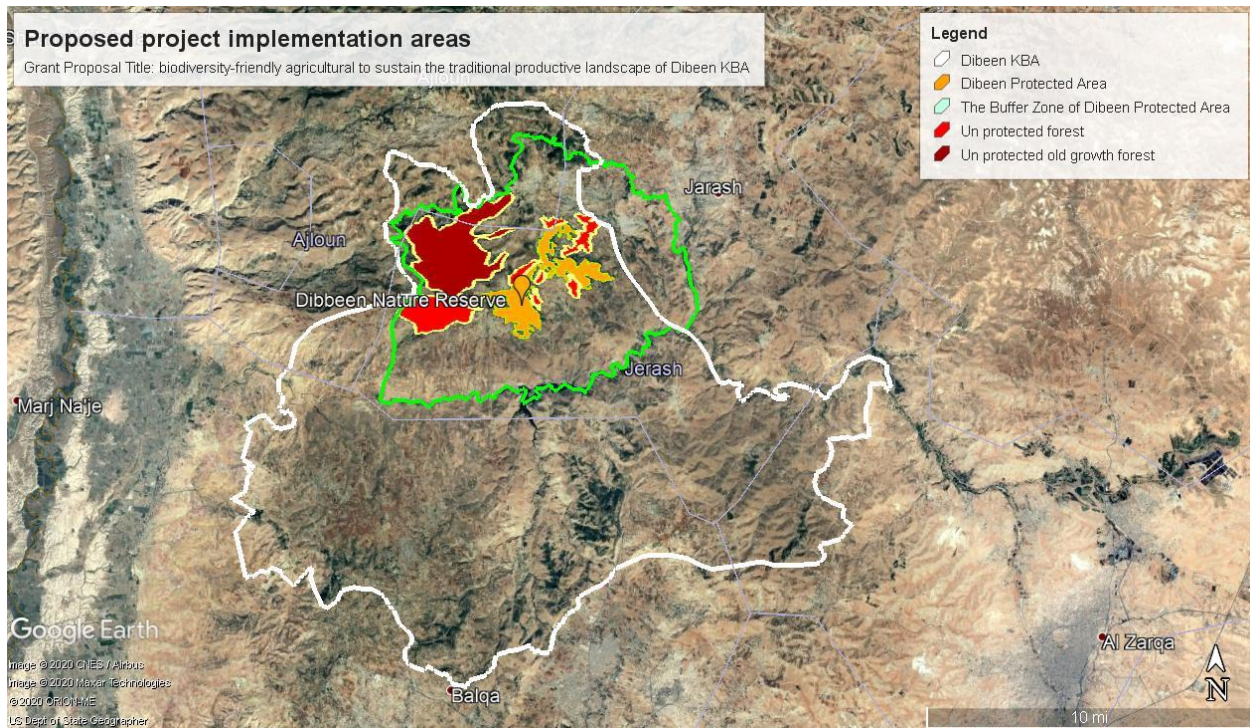 Proposed project implementation areas
Grant Proposal Title: biodiversity-friendly agricultural to sustain the traditional productive landscape of Dibeen KBA
Legend
Dibeen KBA
Dibeen Protected Area
The Buffer Zone of Dibeen Protected Area
Un protected forest
Un protected old growth forest
Jarash
Ajloun
Dibbeen Nature Reserve
Jerash
Marj Na'je
Google Earth
Al Zarqa
Image © 2020 CNES / Airbus
Image © 2020 Maxar Technologies
© 2020 ORION-ME
US Dept of State Geographer
Balqa
N
10 mi